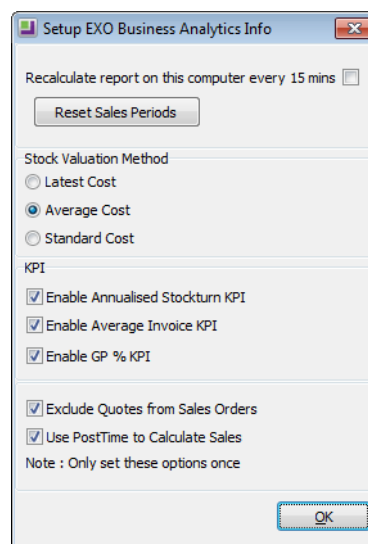 Setup EXO Business Analytics Info
Recalculate report on this computer every 15 mins
Reset Sales Periods
Stock Valuation Method
Latest Cost
Average Cost
Standard Cost
KPI
Enable Annualised Stockturn KPI
Enable Average Invoice KPI
Enable GP % KPI
Exclude Quotes from Sales Orders
Use PostTime to Calculate Sales
Note : Only set these options once
OK